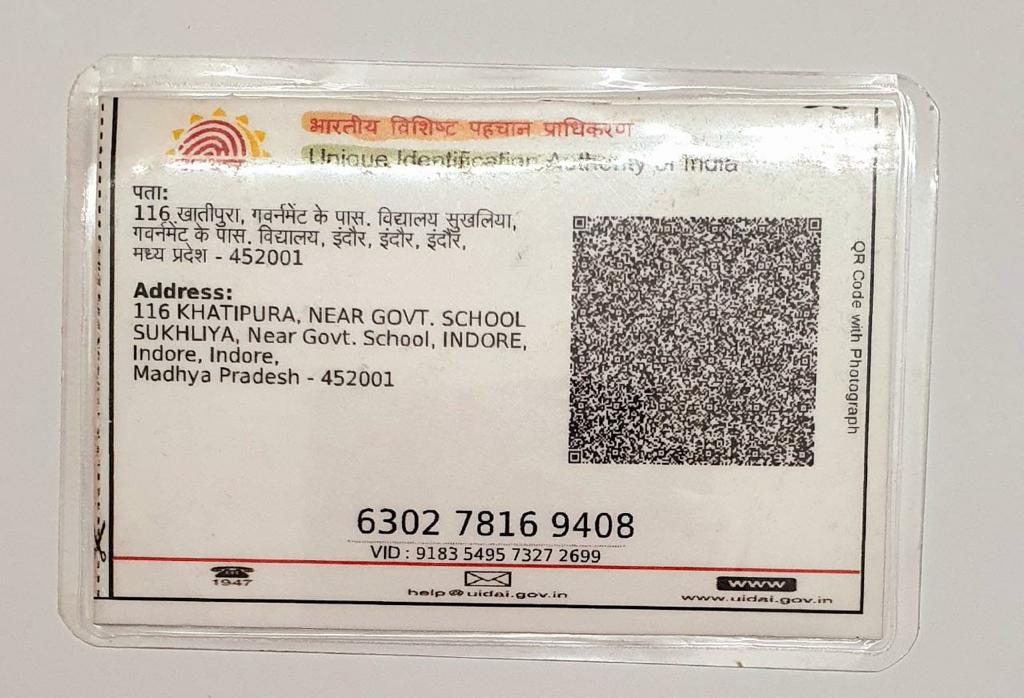 भारतीय विशिष्ट पहचान प्राधिकरण
Unique Identification Authority of India
पता:
116 खातीपुरा, गवर्नमेंट के पास. विद्यालय सुखलिया,
गवर्नमेंट के पास. विद्यालय, इंदौर, इंदौर, इंदौर,
मध्य प्रदेश - 452001
Address:
116 KHATIPURA, NEAR GOVT. SCHOOL
SUKHLIYA, Near Govt. School, INDORE,
Indore, Indore,
Madhya Pradesh - 452001
QR Code with Photograph
6302 7816 9408
VID : 9183 5495 7327 2699
1947
help@uidai.gov.in
www
www.uidai.gov.in